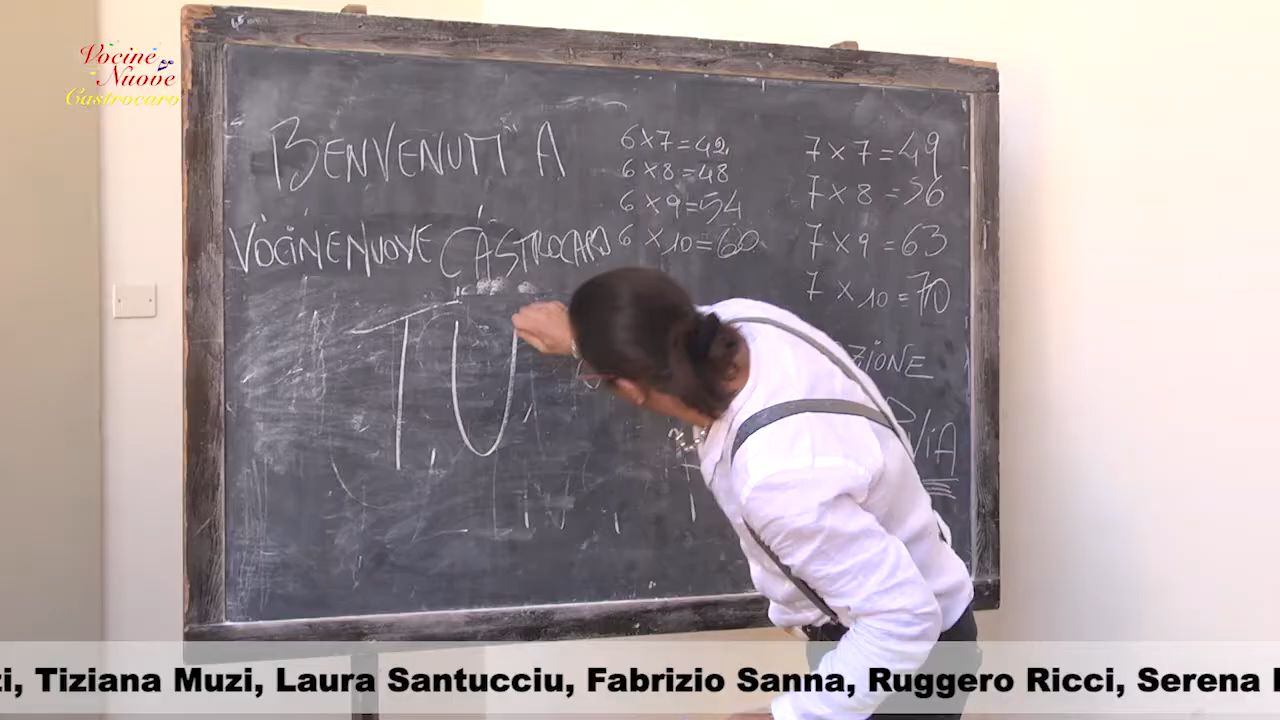 Vocine
Nuove
Castrocaro
BENVENUTI A
VOCINENUOVE CASTROCARO
TU
6×7=42
6×8=48
6×9=54
6×10=60
7×7=49
7×8=56
7×9=63
7×10=70
ZIONE
VIA
zi, Tiziana Muzi, Laura Santucciu, Fabrizio Sanna, Ruggero Ricci, Serena